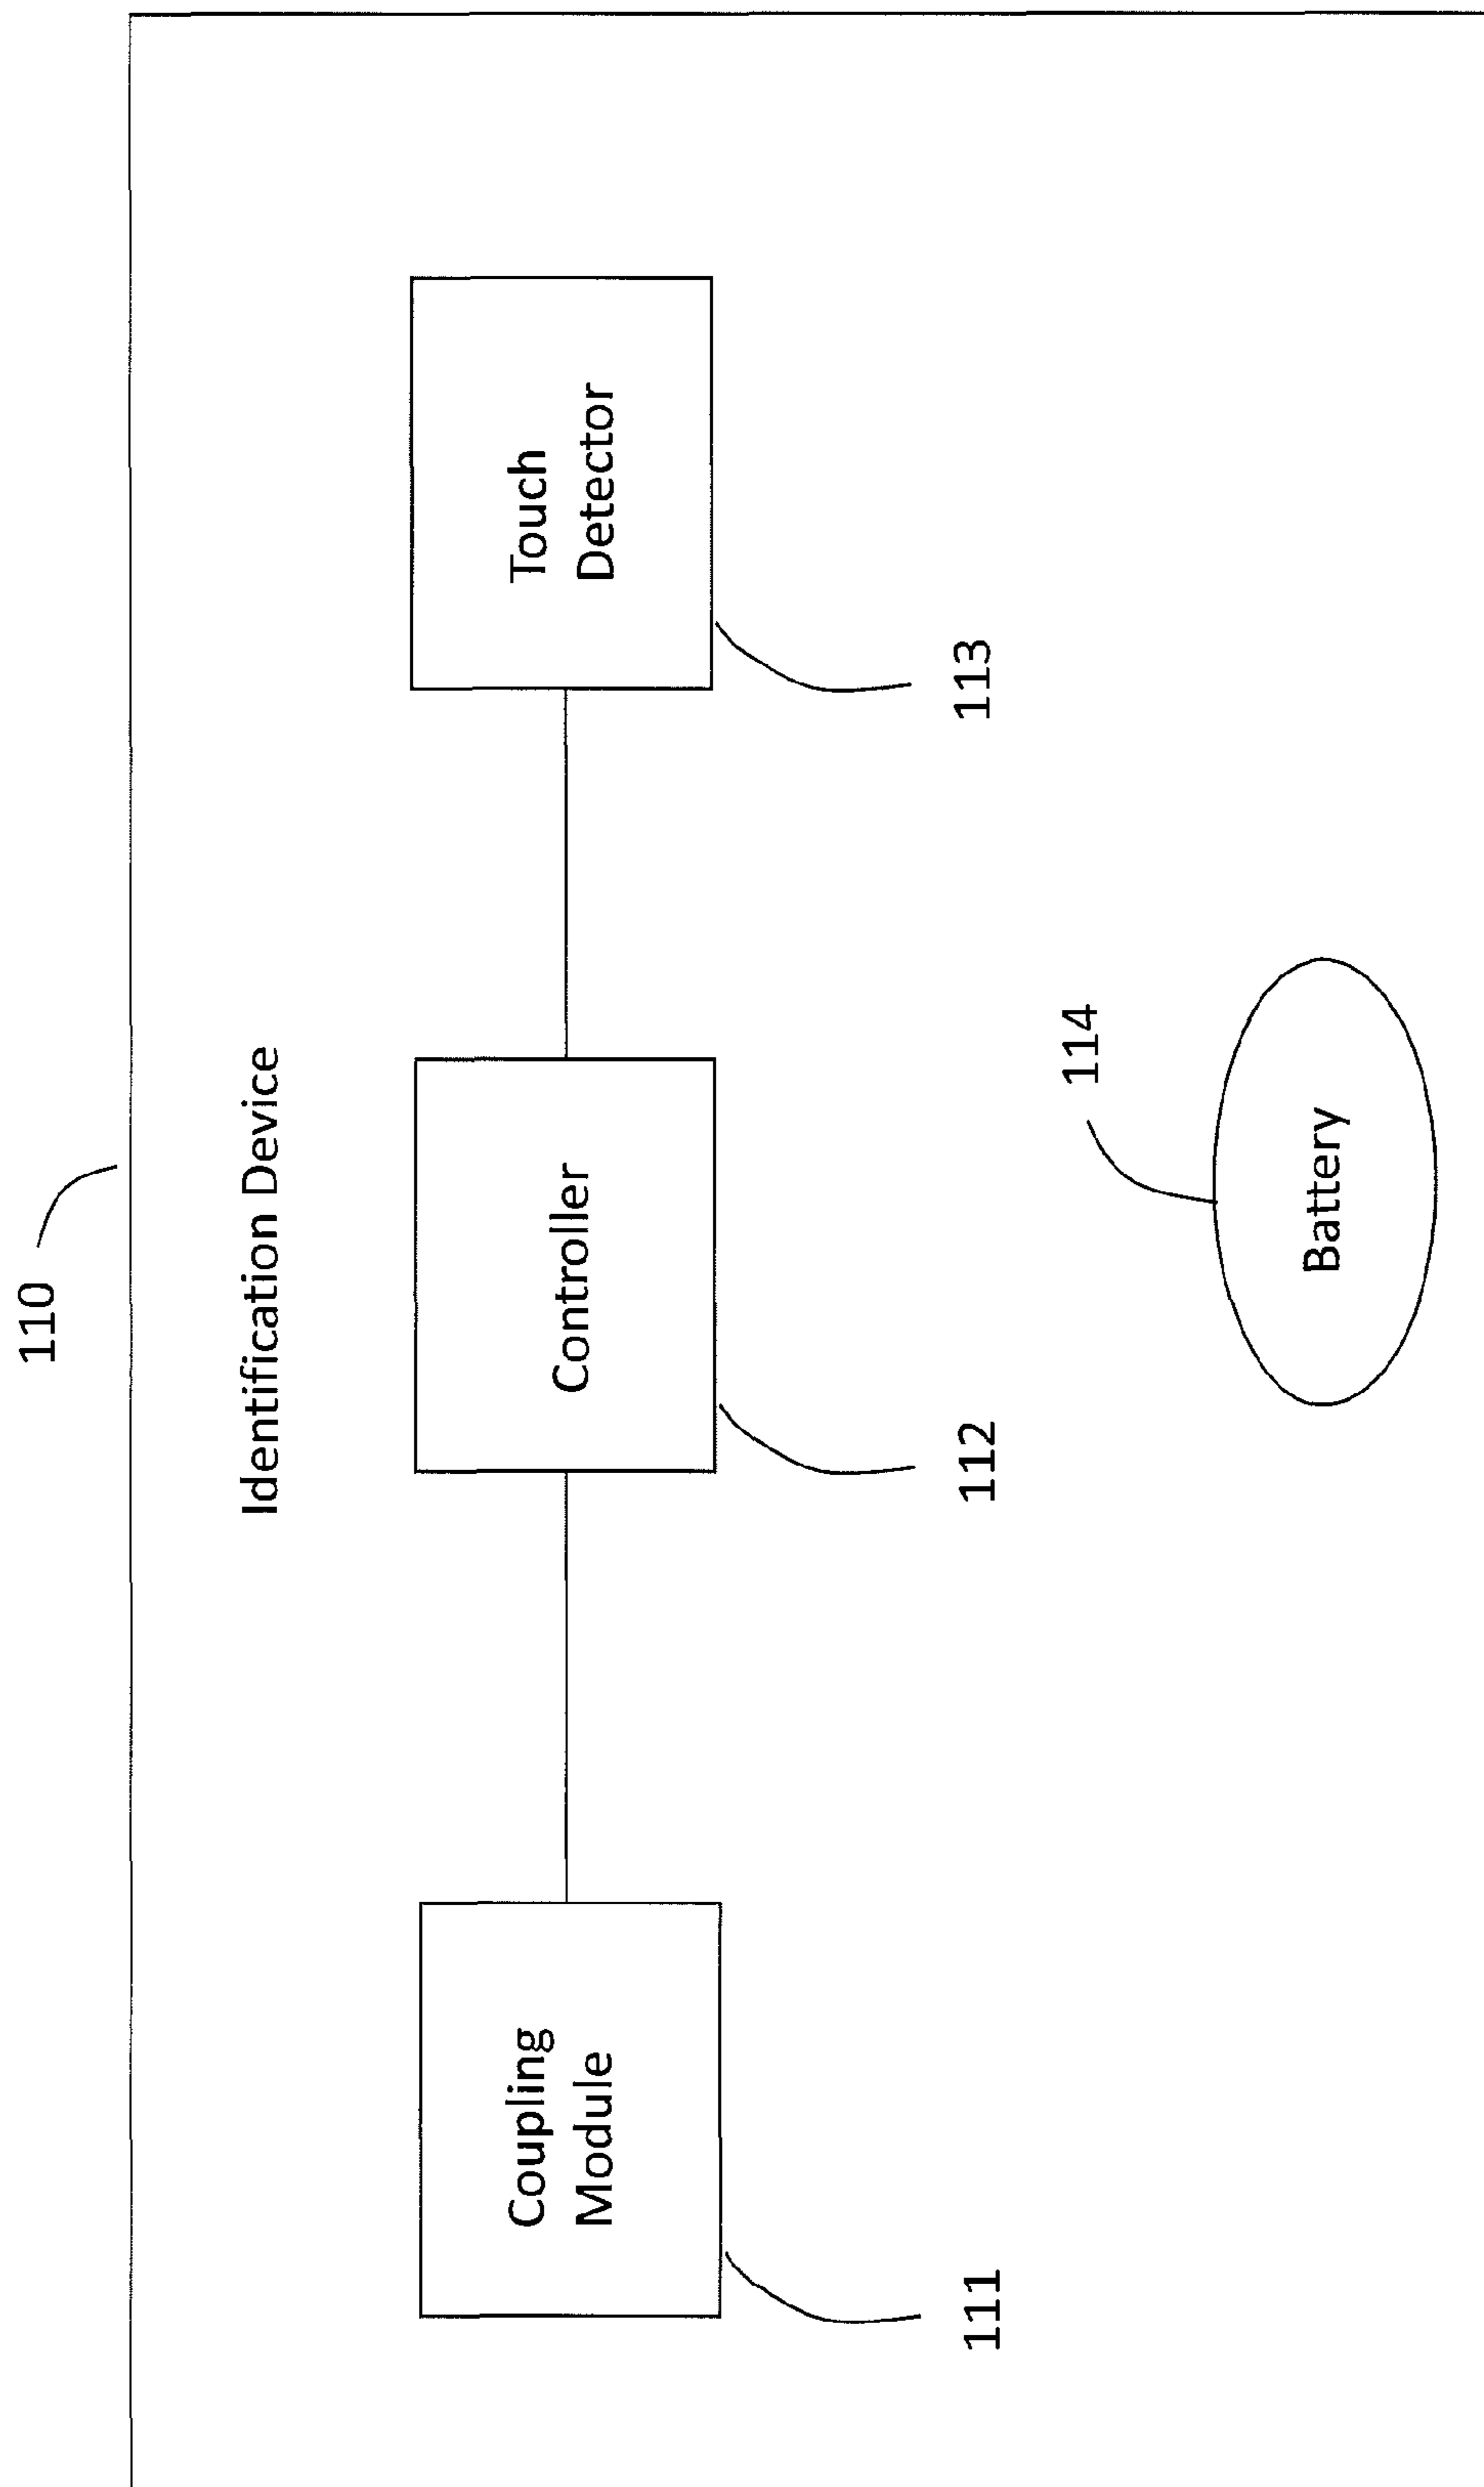 110
Identification Device
Coupling
Module
Controller
Touch
Detector
111
112
113
114
Battery